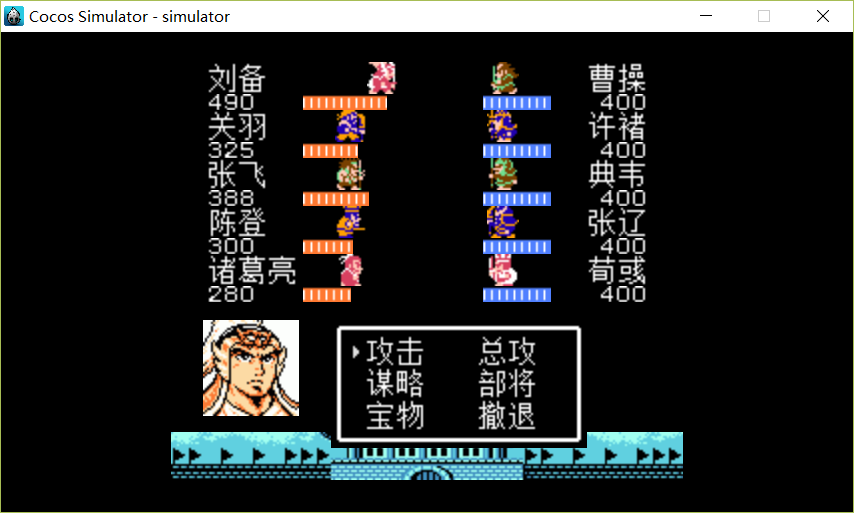 Cocos Simulator - simulator
刘备 曹操
490 400
关羽 许褚
325 400
张飞 典韦
388 400
陈登 张辽
300 400
诸葛亮 荀彧
280 400
攻击 总攻
谋略 部将
宝物 撤退